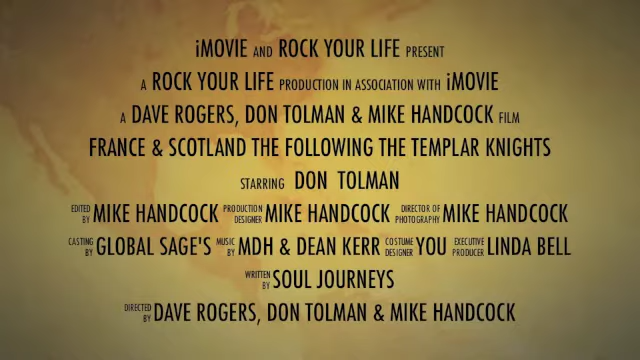 iMOVIE AND ROCK YOUR LIFE PRESENT
A ROCK YOUR LIFE PRODUCTION IN ASSOCIATION WITH iMOVIE
A DAVE ROGERS, DON TOLMAN & MIKE HANDCOCK FILM
FRANCE & SCOTLAND THE FOLLOWING THE TEMPLAR KNIGHTS
STARRING DON TOLMAN
EDITED BY MIKE HANDCOCK PRODUCTION DESIGNER MIKE HANDCOCK DIRECTOR OF PHOTOGRAPHY MIKE HANDCOCK
CASTING BY GLOBAL SAGE'S MUSIC BY MDH & DEAN KERR COSTUME DESIGNER YOU EXECUTIVE PRODUCER LINDA BELL
WRITTEN BY SOUL JOURNEYS
DIRECTED BY DAVE ROGERS, DON TOLMAN & MIKE HANDCOCK